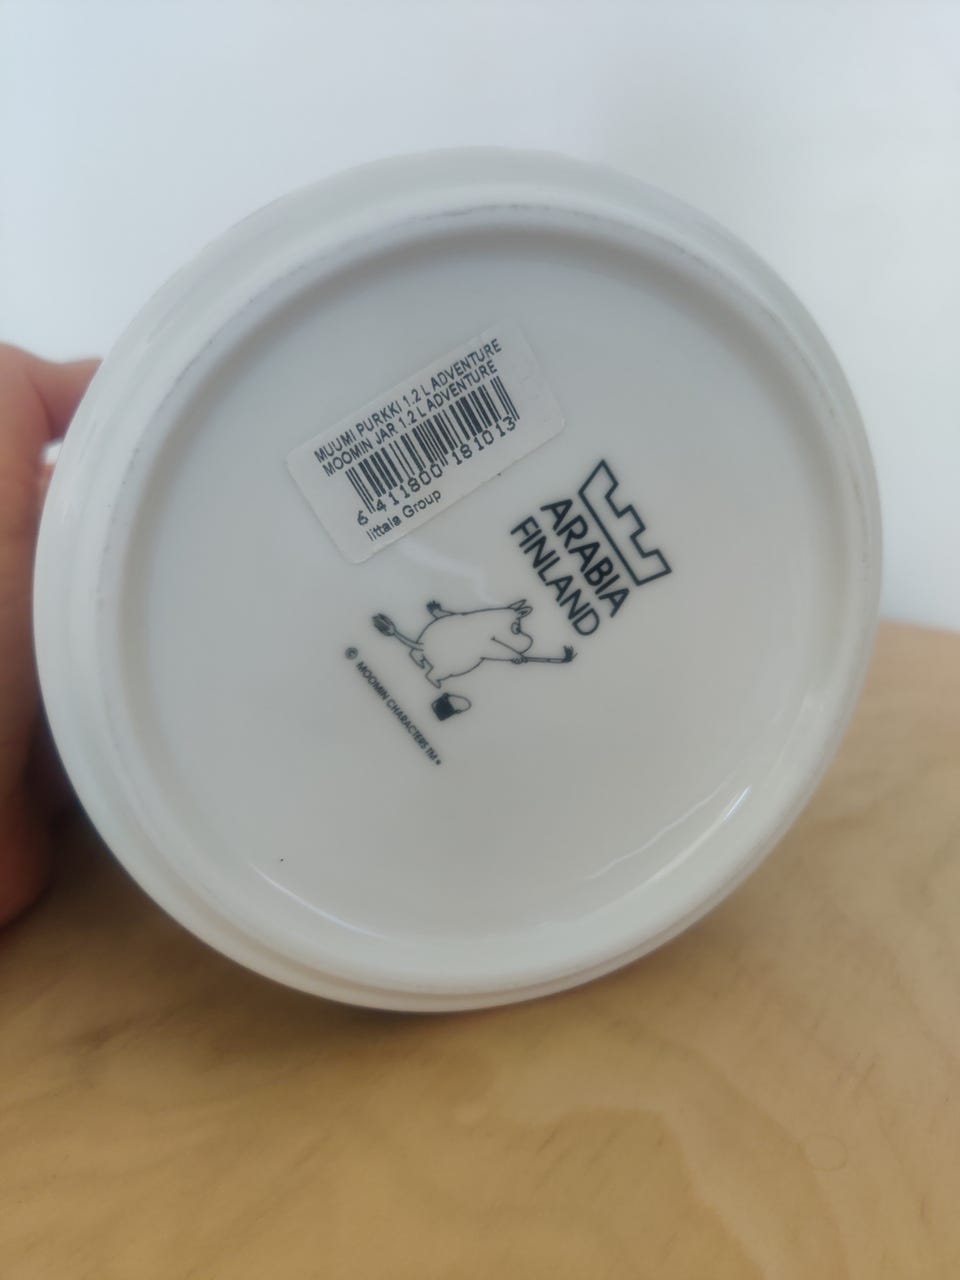 MUUMI PURKKI 1.2 L ADVENTURE
MOOMIN JAR 1.2 L ADVENTURE
6 411800 181013
Iittala Group
ARABIA
FINLAND
© MOOMIN CHARACTERS TM